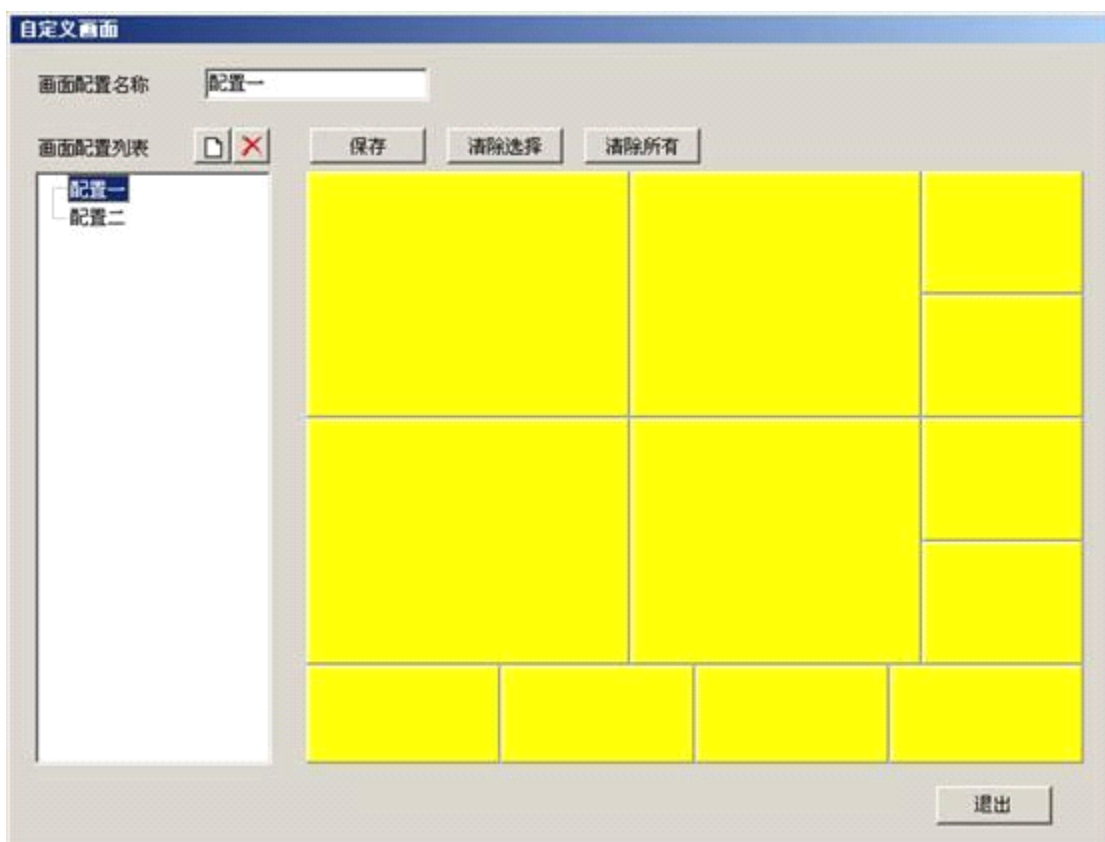 自定义画面
画面配置名称 配置一
画面配置列表 保存 清除选择 清除所有
配置一
配置二
退出